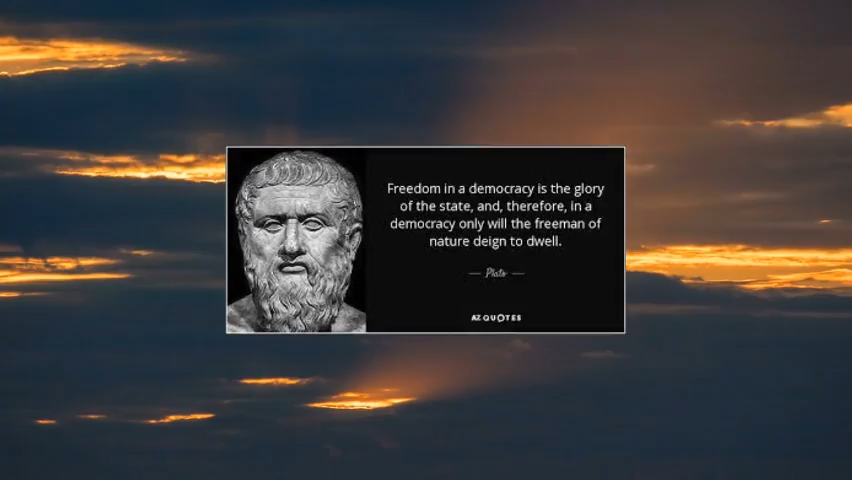 Freedom in a democracy is the glory
of the state, and, therefore, in a
democracy only will the freeman of
nature deign to dwell.
— Plato —
AZ QUOTES